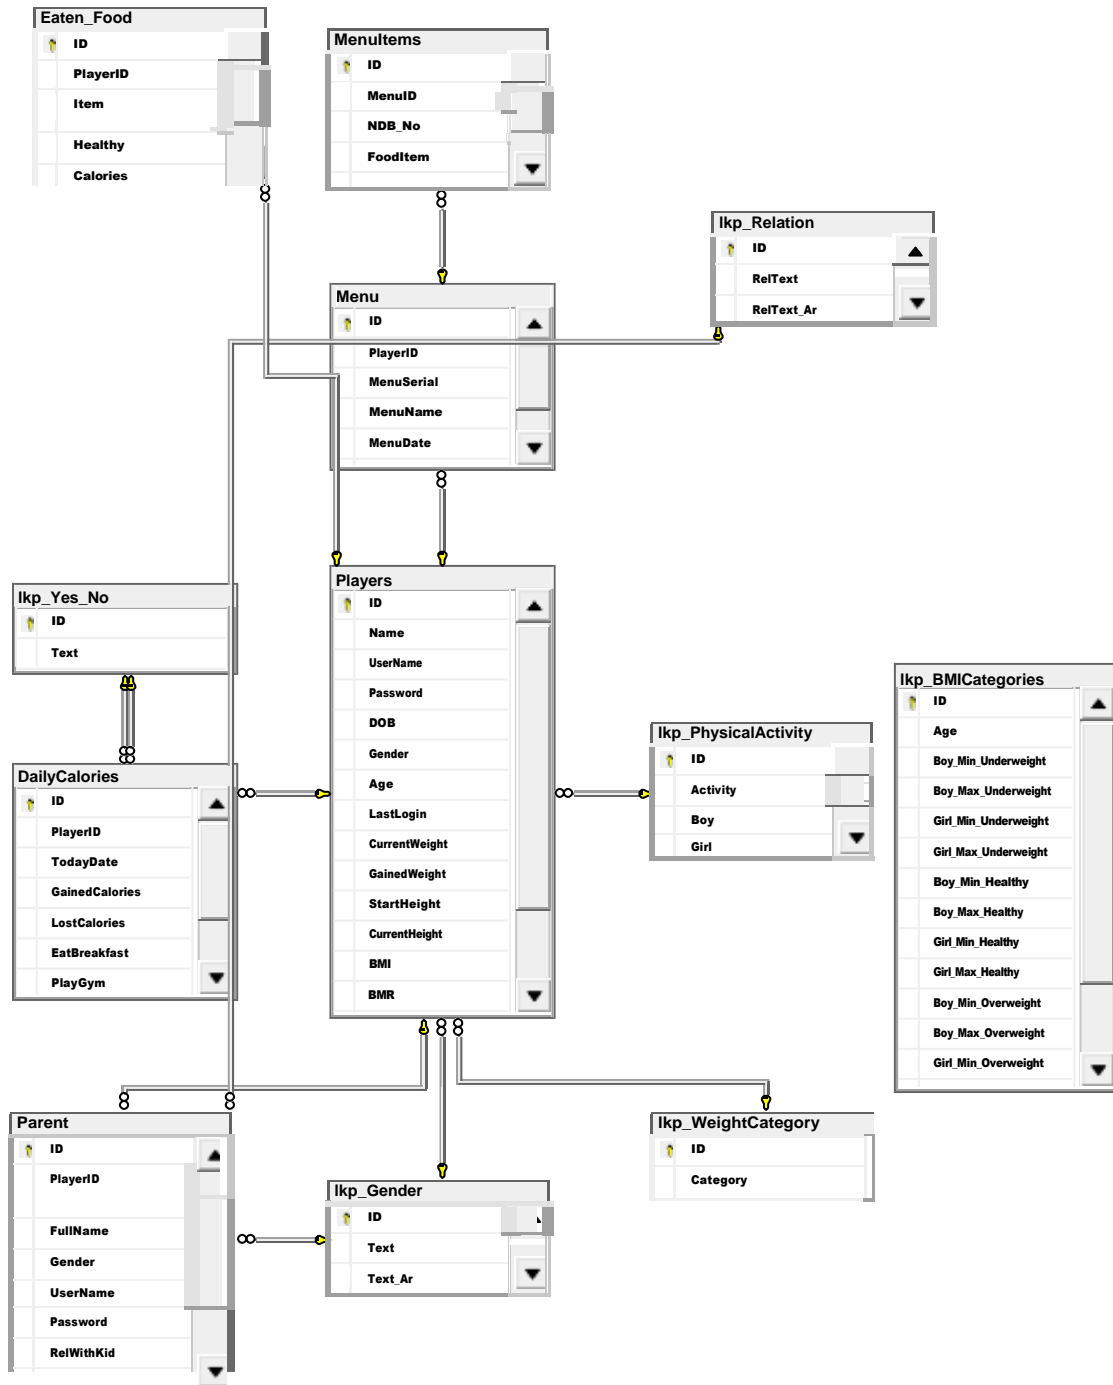 Eaten_Food
ID
PlayerID
Item
Healthy
Calories
MenuItems
ID
MenuID
NDB_No
FoodItem
lkp_Relation
ID
RelText
RelText_Ar
Menu
ID
PlayerID
MenuSerial
MenuName
MenuDate
lkp_Yes_No
ID
Text
Players
ID
Name
UserName
Password
DOB
Gender
Age
LastLogin
CurrentWeight
GainedWeight
StartHeight
CurrentHeight
BMI
BMR
lkp_BMICategories
ID
Age
Boy_Min_Underweight
Boy_Max_Underweight
Girl_Min_Underweight
Girl_Max_Underweight
Boy_Min_Healthy
Boy_Max_Healthy
Girl_Min_Healthy
Girl_Max_Healthy
Boy_Min_Overweight
Boy_Max_Overweight
Girl_Min_Overweight
lkp_PhysicalActivity
ID
Activity
Boy
Girl
DailyCalories
ID
PlayerID
TodayDate
GainedCalories
LostCalories
EatBreakfast
PlayGym
Parent
ID
PlayerID
FullName
Gender
UserName
Password
RelWithKid
lkp_Gender
ID
Text
Text_Ar
lkp_WeightCategory
ID
Category